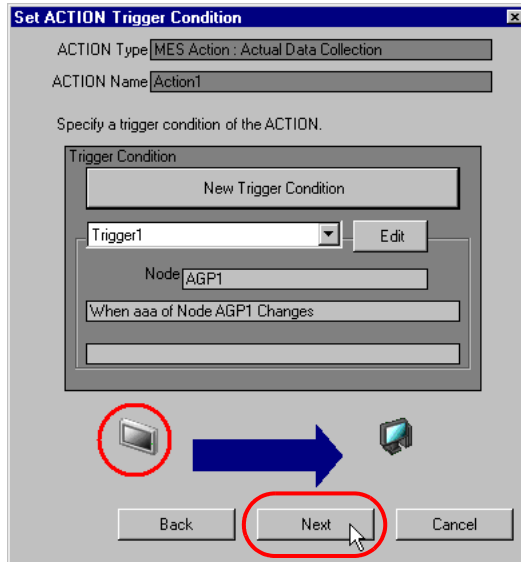 Set ACTION Trigger Condition
ACTION Type MES Action : Actual Data Collection
ACTION Name Action1
Specify a trigger condition of the ACTION.
Trigger Condition
New Trigger Condition
Trigger1 Edit
Node AGP1
When aaa of Node AGP1 Changes
Back Next Cancel